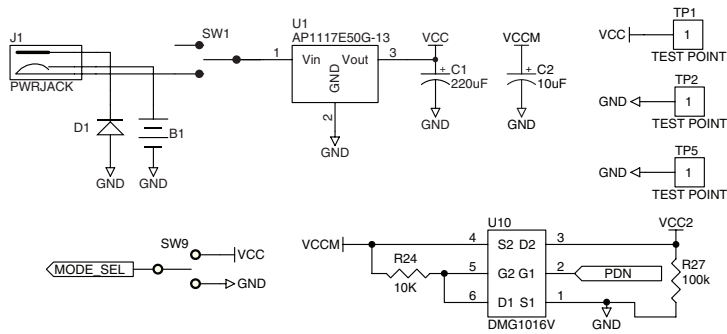 J1
PWRJACK
SW1
U1
AP1117E50G-13
1
Vin
Vout
3
GND
2
GND
VCC
C1
+
220uF
GND
VCCM
C2
+
10uF
GND
TP1
VCC
1
TEST POINT
TP2
GND
1
TEST POINT
TP5
GND
1
TEST POINT
D1
GND
B1
GND
SW9
VCC
MODE_SEL
GND
U10
VCCM
4
S2
D2
3
VCC2
R24
10K
5
G2
G1
2
PDN
R27
100k
6
D1
S1
1
GND
DMG1016V